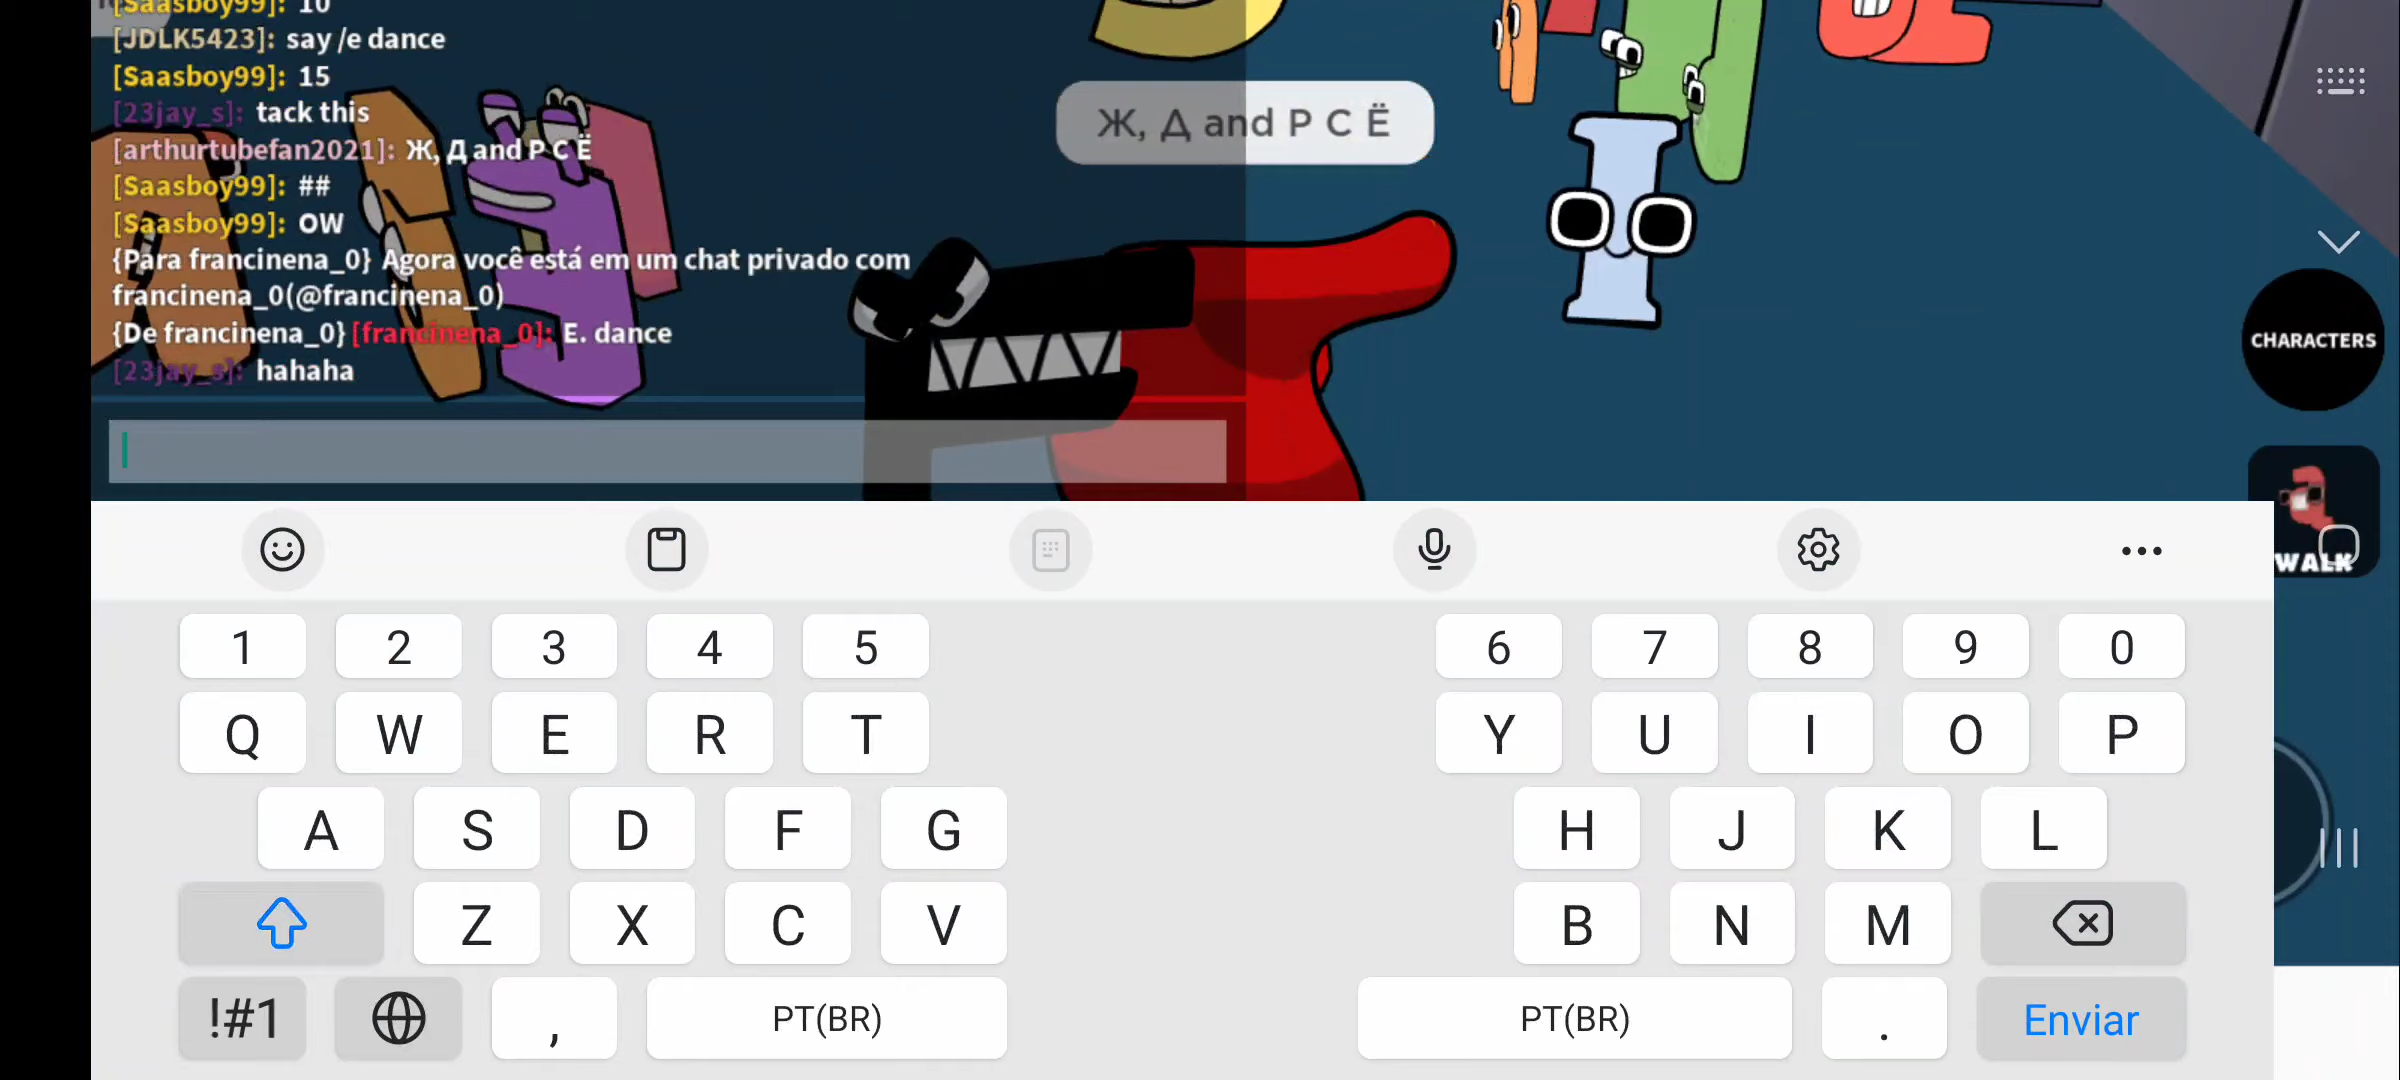 [Saasboy99]: 10
[JDLK5423]: say /e dance
[Saasboy99]: 15
[23jay_s]: tack this
[arthurtubefan2021]: Ж, Д and P C Ë
[Saasboy99]: ##
[Saasboy99]: OW
{Para francinena_0} Agora você está em um chat privado com
francinena_0(@francinena_0)
{De francinena_0} [francinena_0]: E. dance
[23jay_s]: hahaha
Ж, Д and P C Ë
CHARACTERS
WALK
1 2 3 4 5 6 7 8 9 0
Q W E R T Y U I O P
A S D F G H J K L
Z X C V B N M
!#1 , PT(BR) PT(BR) . Enviar